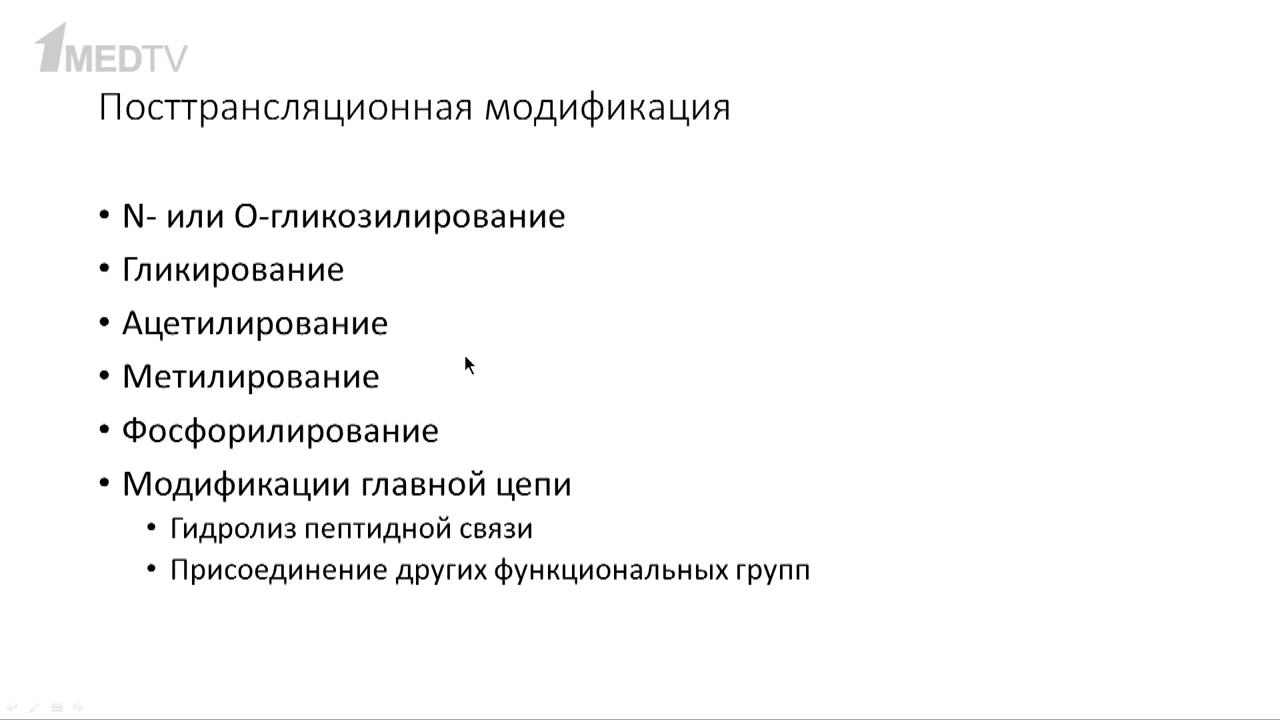 1MEDTV
Посттрансляционная модификация
• N- или О-гликозилирование
• Гликирование
• Ацетилирование
• Метилирование
• Фосфорилирование
• Модификации главной цепи
• Гидролиз пептидной связи
• Присоединение других функциональных групп